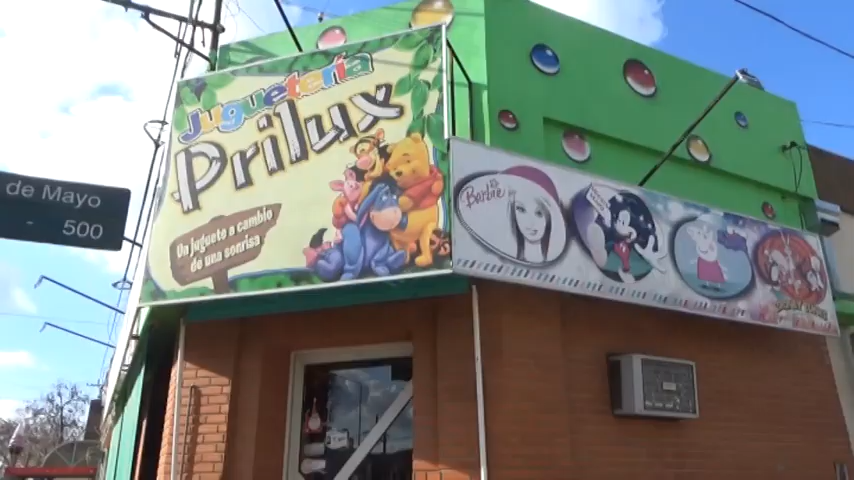 de Mayo
500
Juguetería
Prilux
Un juguete a cambio
de una sonrisa
Barbie